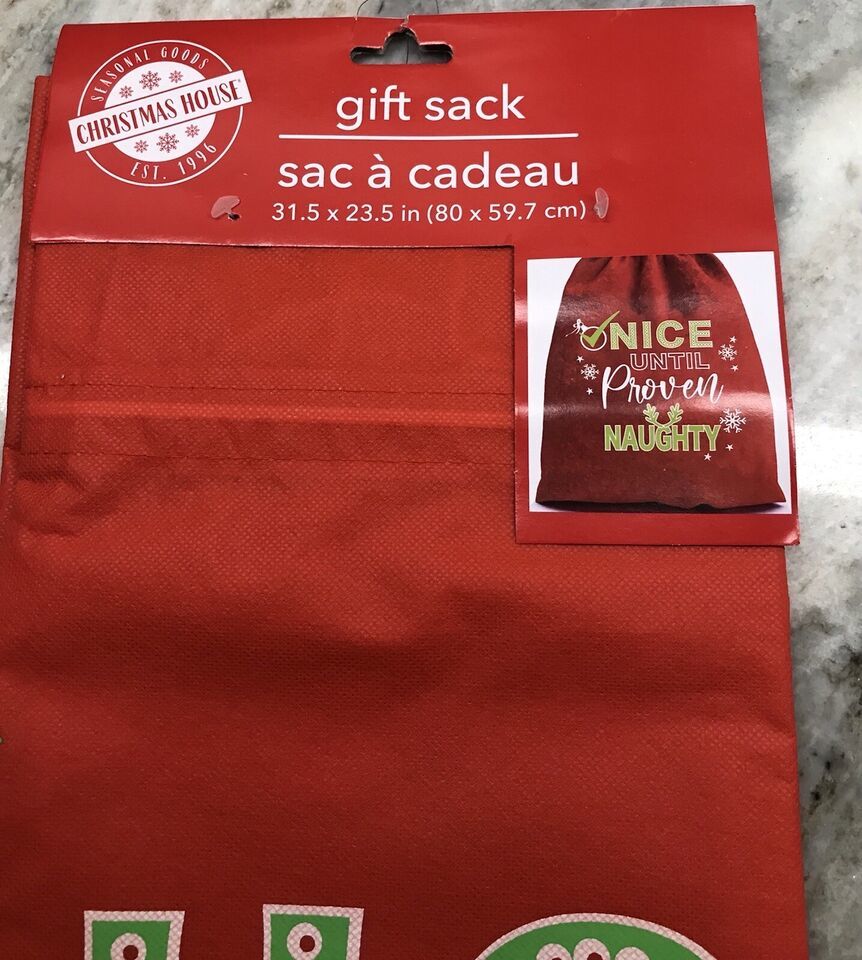 SEASONAL GOODS
CHRISTMAS HOUSE®
EST. 1996
gift sack
sac à cadeau
31.5 x 23.5 in (80 x 59.7 cm)
NICE
UNTIL
Proven
NAUGHTY